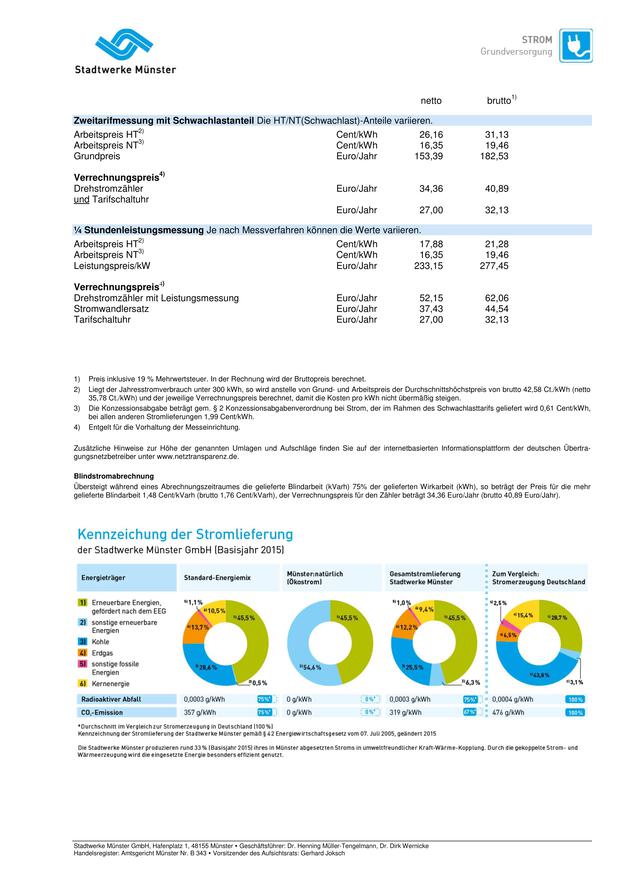 STROM
Grundversorgung
Stadtwerke Münster
netto brutto1)
Zweitarifmessung mit Schwachlastanteil Die HT/NT(Schwachlast)-Anteile variieren.
Arbeitspreis HT2) Cent/kWh 26,16 31,13
Arbeitspreis NT3) Cent/kWh 16,35 19,46
Grundpreis Euro/Jahr 153,39 182,53
Verrechnungspreis4)
Drehstromzähler Euro/Jahr 34,36 40,89
und Tarifschaltuhr
Euro/Jahr 27,00 32,13
¼ Stundenleistungsmessung Je nach Messverfahren können die Werte variieren.
Arbeitspreis HT2) Cent/kWh 17,88 21,28
Arbeitspreis NT3) Cent/kWh 16,35 19,46
Leistungspreis/kW Euro/Jahr 233,15 277,45
Verrechnungspreis4)
Drehstromzähler mit Leistungsmessung Euro/Jahr 52,15 62,06
Stromwandlersatz Euro/Jahr 37,43 44,54
Tarifschaltuhr Euro/Jahr 27,00 32,13
1) Preis inklusive 19 % Mehrwertsteuer. In der Rechnung wird der Bruttopreis berechnet.
2) Liegt der Jahresstromverbrauch unter 300 kWh, so wird anstelle von Grund- und Arbeitspreis der Durchschnittshöchstpreis von brutto 42,58 Ct./kWh (netto
35,78 Ct./kWh) und der jeweilige Verrechnungspreis berechnet, damit die Kosten pro kWh nicht übermäßig steigen.
3) Die Konzessionsabgabe beträgt gem. § 2 Konzessionsabgabenverordnung bei Strom, der im Rahmen des Schwachlasttarifs geliefert wird 0,61 Cent/kWh,
bei allen anderen Stromlieferungen 1,99 Cent/kWh.
4) Entgelt für die Vorhaltung der Messeinrichtung.
Zusätzliche Hinweise zur Höhe der genannten Umlagen und Aufschläge finden Sie auf der internetbasierten Informationsplattform der deutschen Übertra-
gungsnetzbetreiber unter www.netztransparenz.de.
Blindstromabrechnung
Übersteigt während eines Abrechnungszeitraumes die gelieferte Blindarbeit (kVarh) 75% der gelieferten Wirkarbeit (kWh), so beträgt der Preis für die mehr
gelieferte Blindarbeit 1,48 Cent/kVarh (brutto 1,76 Cent/kVarh), der Verrechnungspreis für den Zähler beträgt 34,36 Euro/Jahr (brutto 40,89 Euro/Jahr).
Kennzeichnung der Stromlieferung
der Stadtwerke Münster GmbH (Basisjahr 2015)
Energieträger Standard-Energiemix Münster:natürlich (Ökostrom) Gesamtstromlieferung Stadtwerke Münster Zum Vergleich: Stromerzeugung Deutschland
1) Erneuerbare Energien,
gefördert nach dem EEG
2) sonstige erneuerbare
Energien
3) Kohle
4) Erdgas
5) sonstige fossile
Energien
6) Kernenergie
5) 1,1% 6) 10,5% 1) 45,5% 4) 13,7% 3) 28,6% 2) 0,5%
1) 45,5% 2) 54,6%
5) 1,0% 6) 9,4% 1) 45,5% 4) 12,2% 3) 25,5% 2) 6,3%
5) 2,5% 6) 15,4% 1) 28,7% 4) 6,5% 3) 43,8% 2) 3,1%
Radioaktiver Abfall 0,0003 g/kWh 75%* 0 g/kWh 0%* 0,0003 g/kWh 75%* 0,0004 g/kWh 100%
CO2-Emission 357 g/kWh 75%* 0 g/kWh 0%* 319 g/kWh 67%* 476 g/kWh 100%
*Durchschnitt im Vergleich zur Stromerzeugung in Deutschland (100 %)
Kennzeichnung der Stromlieferung der Stadtwerke Münster gemäß § 42 Energiewirtschaftsgesetz vom 07. Juli 2005, geändert 2015
Die Stadtwerke Münster produzieren rund 33 % (Basisjahr 2015) ihres in Münster abgesetzten Stroms in umweltfreundlicher Kraft-Wärme-Kopplung. Durch die gekoppelte Strom- und
Wärmeerzeugung wird die eingesetzte Energie besonders effizient genutzt.
Stadtwerke Münster GmbH, Hafenplatz 1, 48155 Münster • Geschäftsführer: Dr. Henning Müller-Tengelmann, Dr. Dirk Wernicke
Handelsregister: Amtsgericht Münster Nr. B 343 • Vorsitzender des Aufsichtsrats: Gerhard Joksch